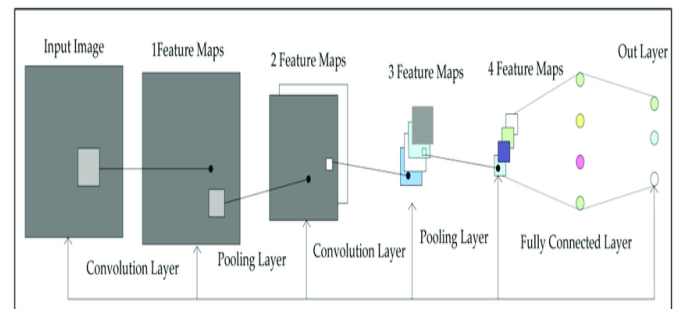 Input Image
1Feature Maps
2 Feature Maps
3 Feature Maps
4 Feature Maps
Out Layer
Convolution Layer
Pooling Layer
Convolution Layer
Pooling Layer
Fully Connected Layer